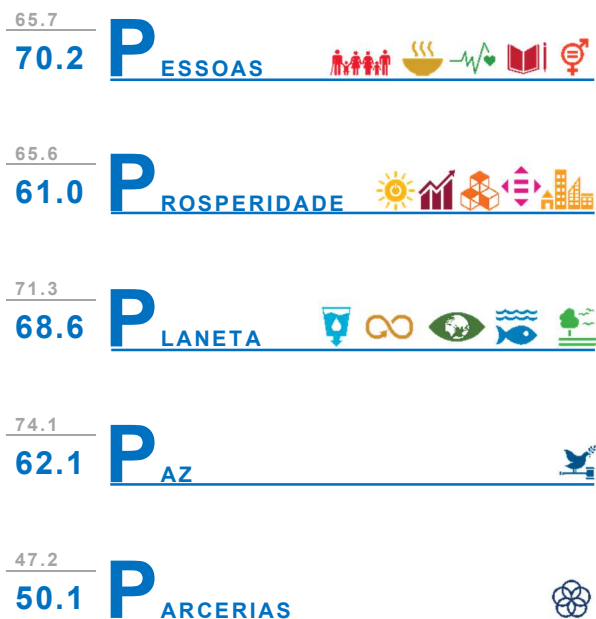 65.7
70.2 PESSOAS
65.6
61.0 PROSPERIDADE
71.3
68.6 PLANETA
74.1
62.1 PAZ
47.2
50.1 PARCERIAS